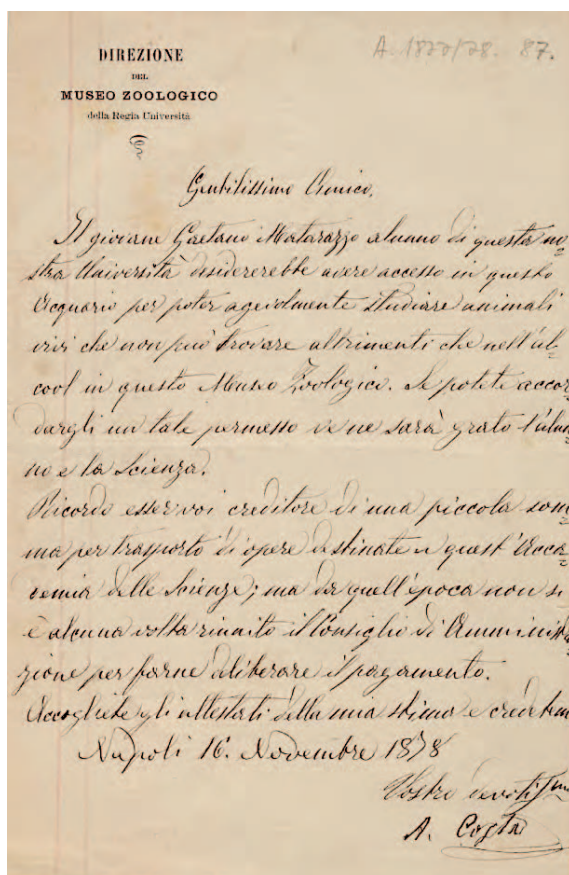 DIREZIONE
DEL
MUSEO ZOOLOGICO
della Regia Università
A. 1877/78. 87.
Gentilissimo Amico,
Il giovane Gaetano Matarazzo alunno di questa no=
stra Università desidererebbe avere accesso in questo
Acquario per poter agevolmente studiare animali
vivi che non può trovare altrimenti che nell'al=
cool in questo Museo Zoologico. Se potete accor=
dargli un tale permesso ve ne sarà grato l'alun
no e la Scienza.
Ricordo esser voi creditore di una piccola som=
ma per trasporto di opere destinate a quest'Acca=
demia delle Scienze; ma da quell'epoca non si
è alcuna volta riunito il Consiglio di Amministra
zione per farne deliberare il pagamento.
Accogliete gli attestati della mia stima e credetemi
Napoli 16. Novembre 1878
Vostro devotissmo
A. Costa